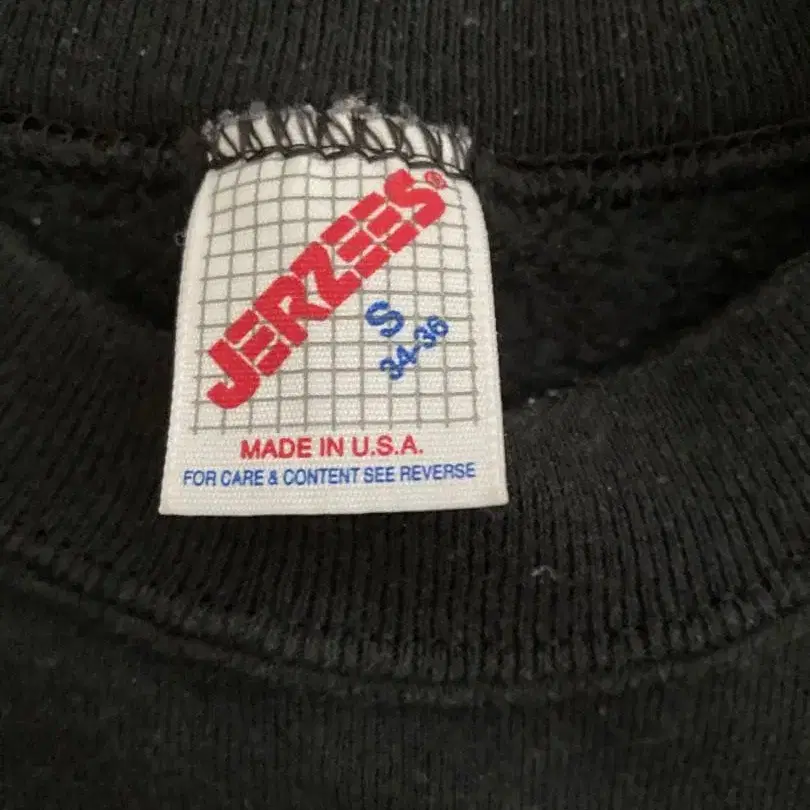 JERZEES®
S
34-36
MADE IN U.S.A.
FOR CARE & CONTENT SEE REVERSE